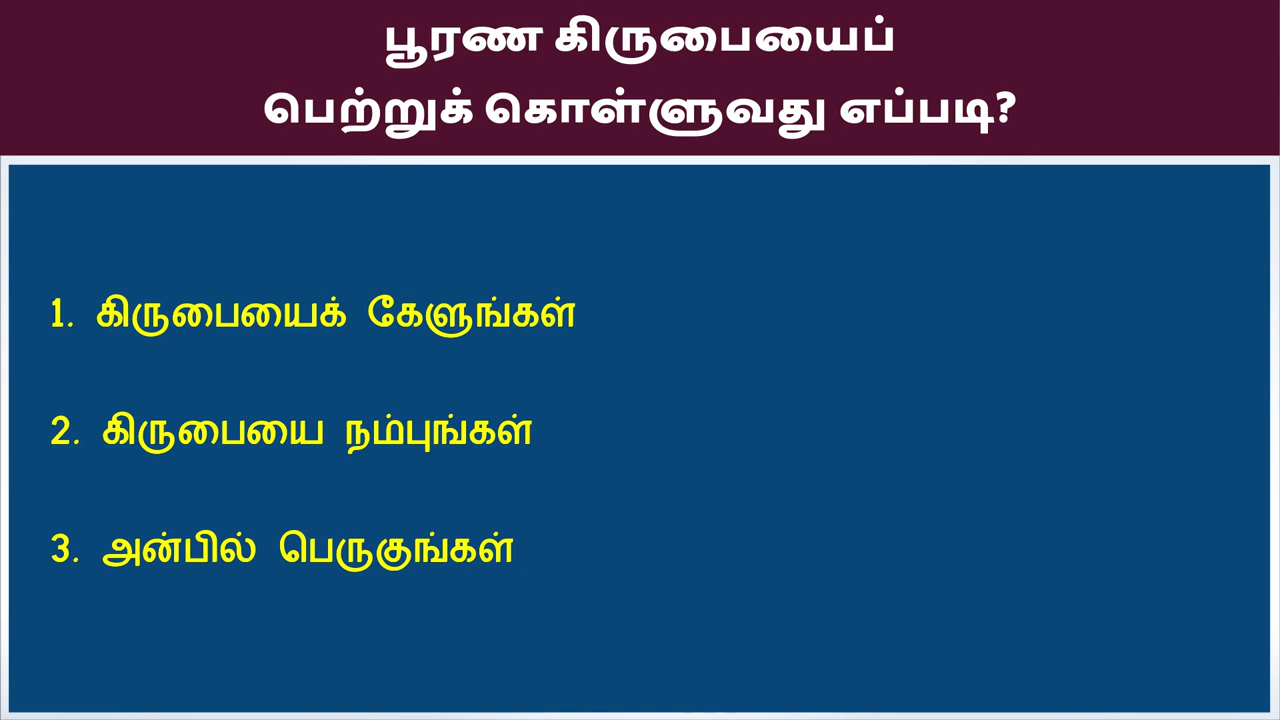 பூரண கிருபையைப்
பெற்றுக் கொள்ளுவது எப்படி?
1. கிருபையைக் கேளுங்கள்
2. கிருபையை நம்புங்கள்
3. அன்பில் பெருகுங்கள்